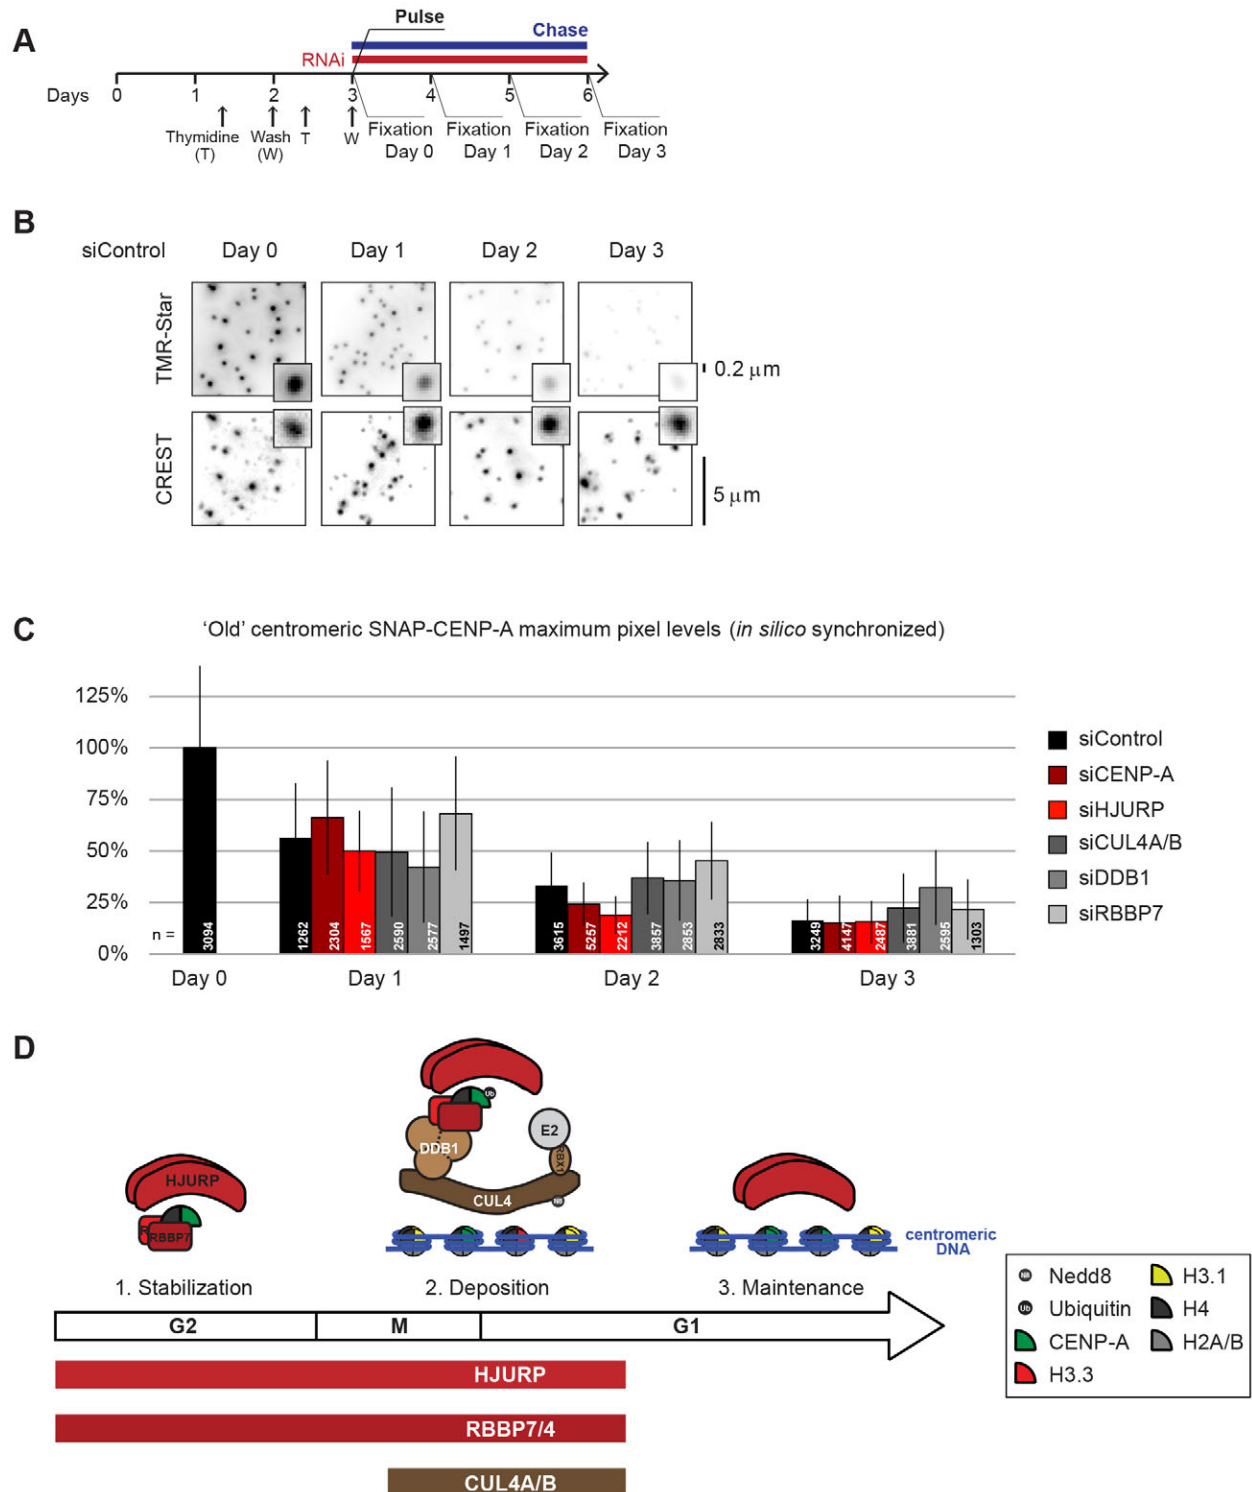 A
Pulse
Chase
RNAi
Days 0 1 2 3 4 5 6
Thymidine (T)
Wash (W)
T
W
Fixation Day 0
Fixation Day 1
Fixation Day 2
Fixation Day 3
B
siControl Day 0 Day 1 Day 2 Day 3
TMR-Star
0.2 μm
CREST
5 μm
C
‘Old’ centromeric SNAP-CENP-A maximum pixel levels (in silico synchronized)
125%
100%
75%
50%
25%
0%
n =
3094
1262
2304
1567
2590
2577
1497
3615
5257
2212
3857
2853
2833
3249
4147
2487
3881
2595
1303
Day 0 Day 1 Day 2 Day 3
siControl
siCENP-A
siHJURP
siCUL4A/B
siDDB1
siRBBP7
D
HJURP
RBBP7
Ub
DDB1
E2
RBX1
CUL4
N8
centromeric
DNA
1. Stabilization 2. Deposition 3. Maintenance
G2 M G1
HJURP
RBBP7/4
CUL4A/B
N8 Nedd8
Ub Ubiquitin
CENP-A
H3.3
H3.1
H4
H2A/B